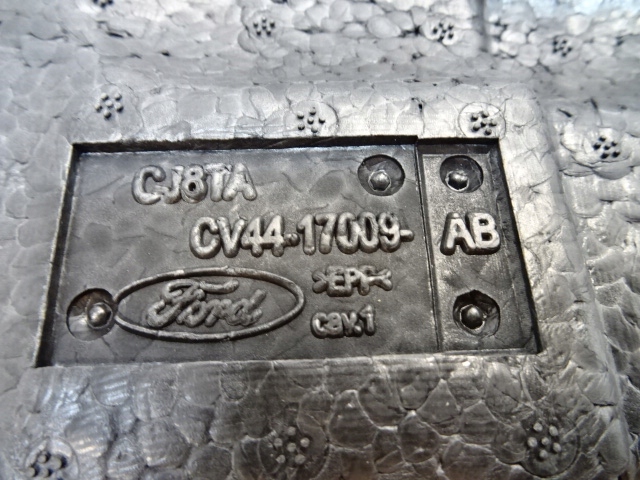 CJ8TA
CV44-17009- AB
Ford
>EPP<
cav.1